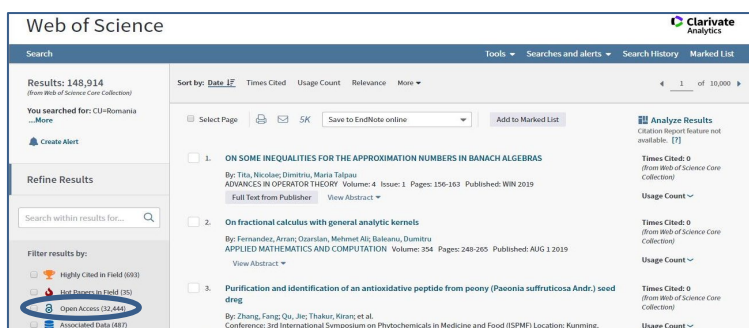 Web of Science
Clarivate
Analytics
Search
Tools Searches and alerts Search History Marked List
Results: 148,914
(from Web of Science Core Collection)
You searched for: CU=Romania
...More
Create Alert
Refine Results
Search within results for...
Filter results by:
Highly Cited in Field (693)
Hot Papers in Field (35)
Open Access (32,444)
Associated Data (487)
Sort by: Date Times Cited Usage Count Relevance More
1 of 10,000
Select Page 5K Save to EndNote online Add to Marked List
1. ON SOME INEQUALITIES FOR THE APPROXIMATION NUMBERS IN BANACH ALGEBRAS
By: Tita, Nicolae; Dimitriu, Maria Talpau
ADVANCES IN OPERATOR THEORY Volume: 4 Issue: 1 Pages: 156-163 Published: WIN 2019
Full Text from Publisher View Abstract
2. On fractional calculus with general analytic kernels
By: Fernandez, Arran; Ozarslan, Mehmet Ali; Baleanu, Dumitru
APPLIED MATHEMATICS AND COMPUTATION Volume: 354 Pages: 248-265 Published: AUG 1 2019
View Abstract
3. Purification and identification of an antioxidative peptide from peony (Paeonia suffruticosa Andr.) seed
dreg
By: Zhang, Fang; Qu, Jie; Thakur, Kiran; et al.
Conference: 3rd International Symposium on Phytochemicals in Medicine and Food (ISPMF) Location: Kunming,
Analyze Results
Citation Report feature not
available. [?]
Times Cited: 0
(from Web of Science Core
Collection)
Usage Count
Times Cited: 0
(from Web of Science Core
Collection)
Usage Count
Times Cited: 0
(from Web of Science Core
Collection)
Usage Count